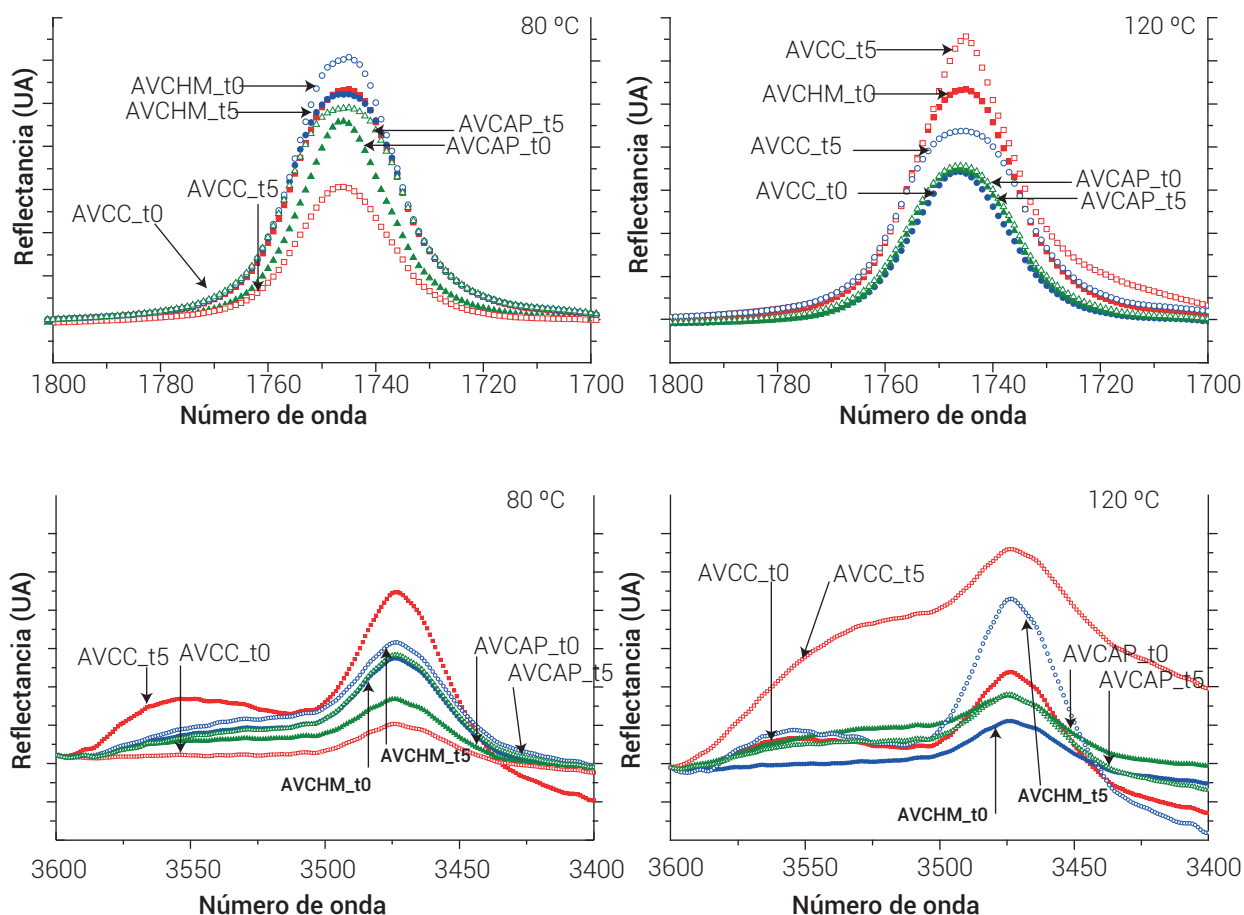 80 ºC
Reflectancia (UA)
AVCHM_t0
AVCHM_t5
AVCAP_t5
AVCAP_t0
AVCC_t5
AVCC_t0
1800 1780 1760 1740 1720 1700
Número de onda
120 ºC
Reflectancia (UA)
AVCC_t5
AVCHM_t0
AVCC_t5
AVCC_t0
AVCAP_t0
AVCAP_t5
1800 1780 1760 1740 1720 1700
Número de onda
80 ºC
Reflectancia (UA)
AVCC_t5
AVCC_t0
AVCAP_t0
AVCAP_t5
AVCHM_t5
AVCHM_t0
3600 3550 3500 3450 3400
Número de onda
120 ºC
Reflectancia (UA)
AVCC_t0
AVCC_t5
AVCAP_t0
AVCAP_t5
AVCHM_t5
AVCHM_t0
3600 3550 3500 3450 3400
Número de onda